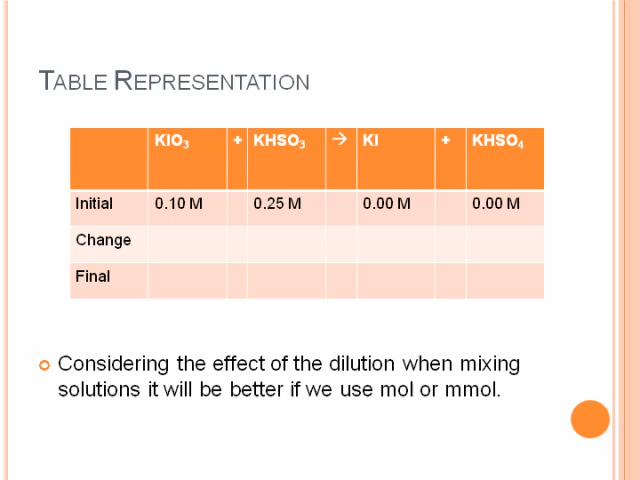 TABLE REPRESENTATION
KIO₃ + KHSO₃ → KI + KHSO₄
Initial 0.10 M 0.25 M 0.00 M 0.00 M
Change
Final
Considering the effect of the dilution when mixing
solutions it will be better if we use mol or mmol.